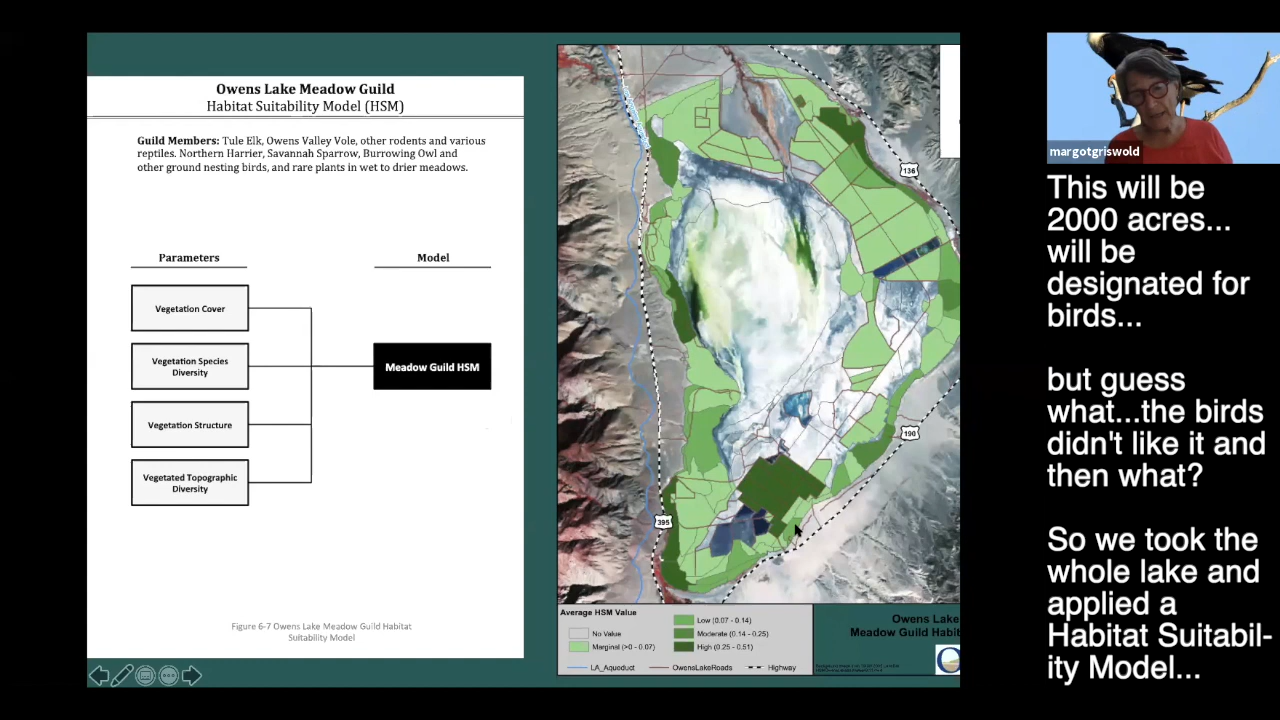 Owens Lake Meadow Guild
Habitat Suitability Model (HSM)
Guild Members: Tule Elk, Owens Valley Vole, other rodents and various
reptiles. Northern Harrier, Savannah Sparrow, Burrowing Owl and
other ground nesting birds, and rare plants in wet to drier meadows.
Parameters
Model
Vegetation Cover
Vegetation Species
Diversity
Meadow Guild HSM
Vegetation Structure
Vegetated Topographic
Diversity
Figure 6-7 Owens Lake Meadow Guild Habitat
Suitability Model
136
190
395
Average HSM Value
No Value
Marginal (>0 - 0.07)
Low (0.07 - 0.14)
Moderate (0.14 - 0.25)
High (0.25 - 0.51)
LA_Aqueduct
OwensLakeRoads
Highway
Owens Lake
Meadow Guild Habit
margotgriswold
This will be
2000 acres...
will be
designated for
birds...
but guess
what...the birds
didn't like it and
then what?
So we took the
whole lake and
applied a
Habitat Suitabil-
ity Model...